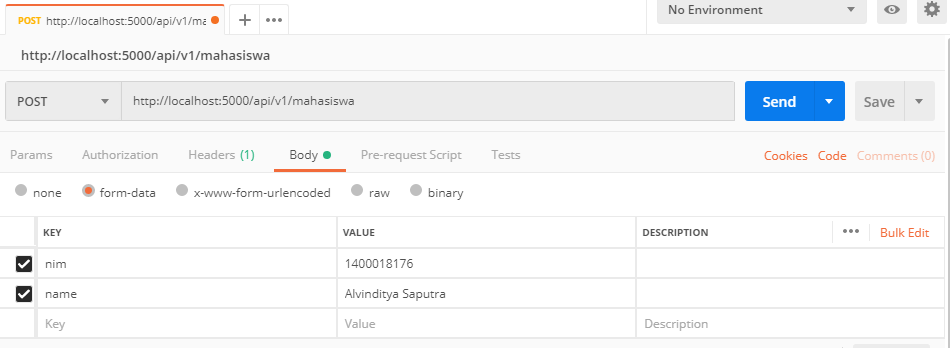 POST http://localhost:5000/api/v1/ma
No Environment
http://localhost:5000/api/v1/mahasiswa
POST http://localhost:5000/api/v1/mahasiswa Send Save
Params Authorization Headers (1) Body Pre-request Script Tests Cookies Code Comments (0)
none form-data x-www-form-urlencoded raw binary
KEY VALUE DESCRIPTION Bulk Edit
nim 1400018176
name Alvinditya Saputra
Key Value Description